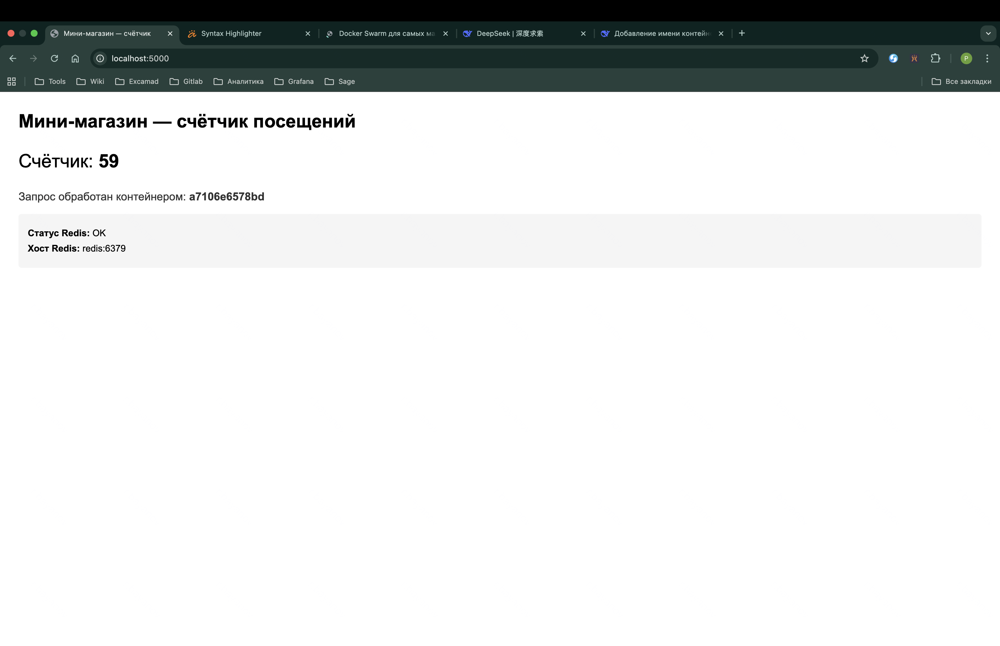 Мини-магазин — счётчик
Syntax Highlighter
Docker Swarm для самых ма
DeepSeek | 深度求索
Добавление имени контейн
localhost:5000
P
Tools
Wiki
Excamad
Gitlab
Аналитика
Grafana
Sage
Все закладки
Мини-магазин — счётчик посещений
Счётчик: 59
Запрос обработан контейнером: a7106e6578bd
Статус Redis: OK
Хост Redis: redis:6379